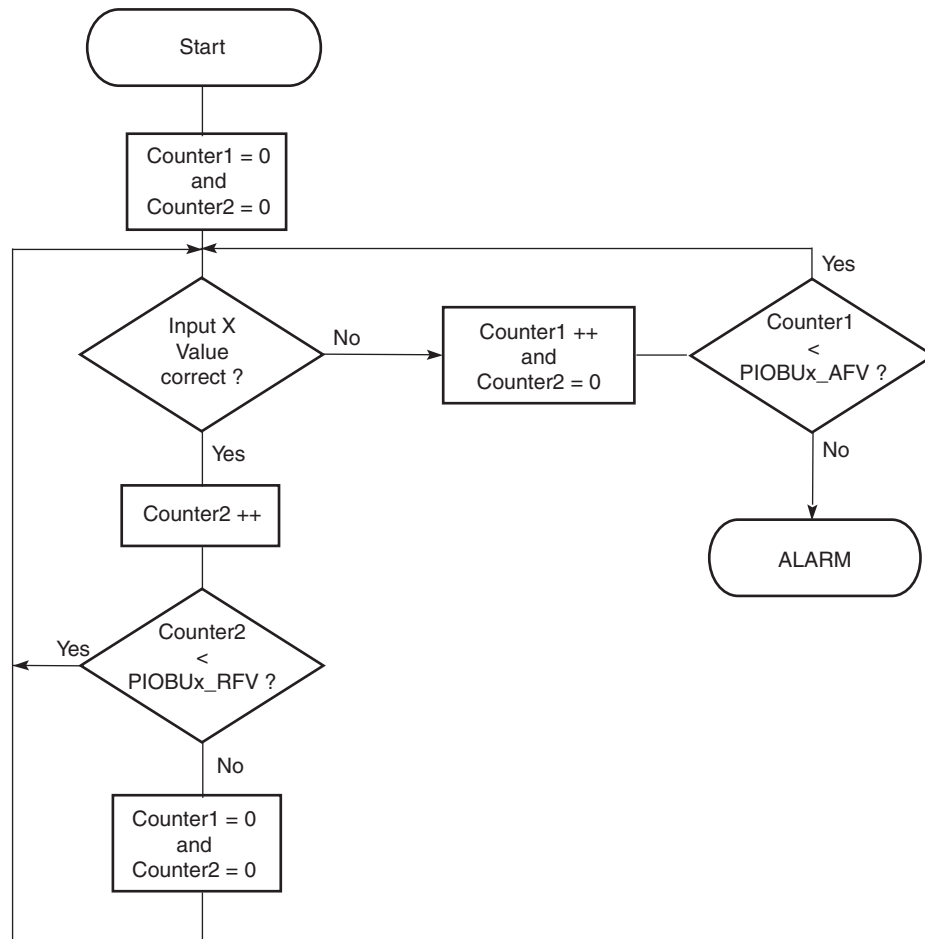 Start
Counter1 = 0
and
Counter2 = 0
Input X
Value
correct ?
No
Counter1 ++
and
Counter2 = 0
Yes
Counter1
<
PIOBUx_AFV ?
No
ALARM
Yes
Counter2 ++
Counter2
<
PIOBUx_RFV ?
Yes
No
Counter1 = 0
and
Counter2 = 0